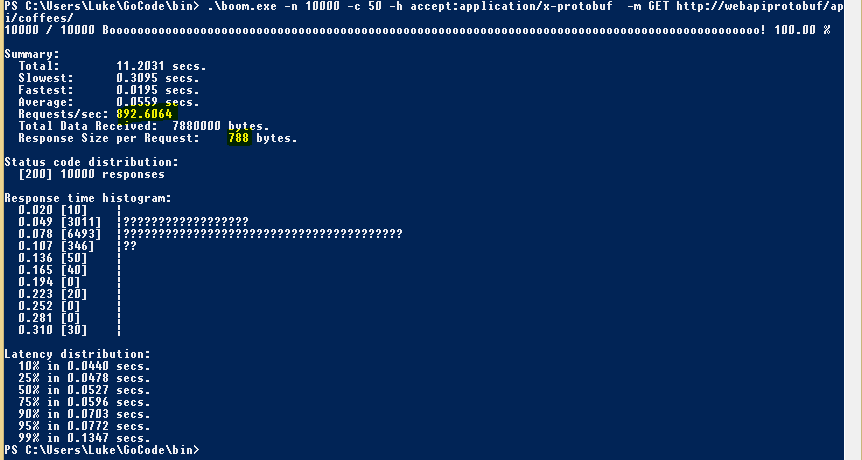 PS C:\Users\Luke\GoCode\bin> .\boom.exe -n 10000 -c 50 -h accept:application/x-protobuf  -m GET http://webapiprotobuf/ap
i/coffees/
10000 / 10000 Boooooooooooooooooooooooooooooooooooooooooooooooooooooooooooooooooooooooooooooooooooooooooooooo! 100.00 %

Summary:
  Total:        11.2031 secs.
  Slowest:      0.3095 secs.
  Fastest:      0.0195 secs.
  Average:      0.0559 secs.
  Requests/sec: 892.6064
  Total Data Received:  7880000 bytes.
  Response Size per Request:    788 bytes.

Status code distribution:
  [200] 10000 responses

Response time histogram:
  0.020 [10]    ¦
  0.049 [3011]  ¦??????????????????
  0.078 [6493]  ¦????????????????????????????????????????
  0.107 [346]   ¦??
  0.136 [50]    ¦
  0.165 [40]    ¦
  0.194 [0]     ¦
  0.223 [20]    ¦
  0.252 [0]     ¦
  0.281 [0]     ¦
  0.310 [30]    ¦

Latency distribution:
  10% in 0.0440 secs.
  25% in 0.0478 secs.
  50% in 0.0527 secs.
  75% in 0.0596 secs.
  90% in 0.0703 secs.
  95% in 0.0772 secs.
  99% in 0.1347 secs.
PS C:\Users\Luke\GoCode\bin>